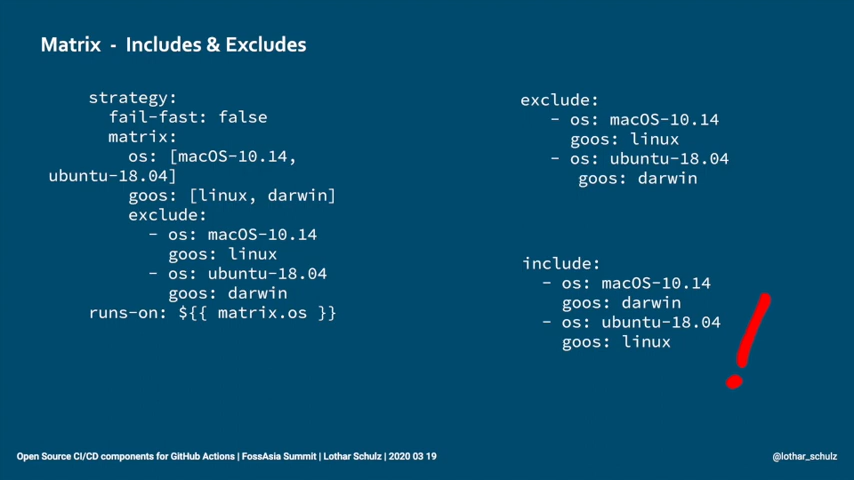 Matrix - Includes & Excludes
strategy:
fail-fast: false
matrix:
os: [macOS-10.14,
ubuntu-18.04]
goos: [linux, darwin]
exclude:
- os: macOS-10.14
goos: linux
- os: ubuntu-18.04
goos: darwin
runs-on: ${{ matrix.os }}
exclude:
- os: macOS-10.14
goos: linux
- os: ubuntu-18.04
goos: darwin
include:
- os: macOS-10.14
goos: darwin
- os: ubuntu-18.04
goos: linux
!
Open Source CI/CD components for GitHub Actions | FossAsia Summit | Lothar Schulz | 2020 03 19
@lothar_schulz